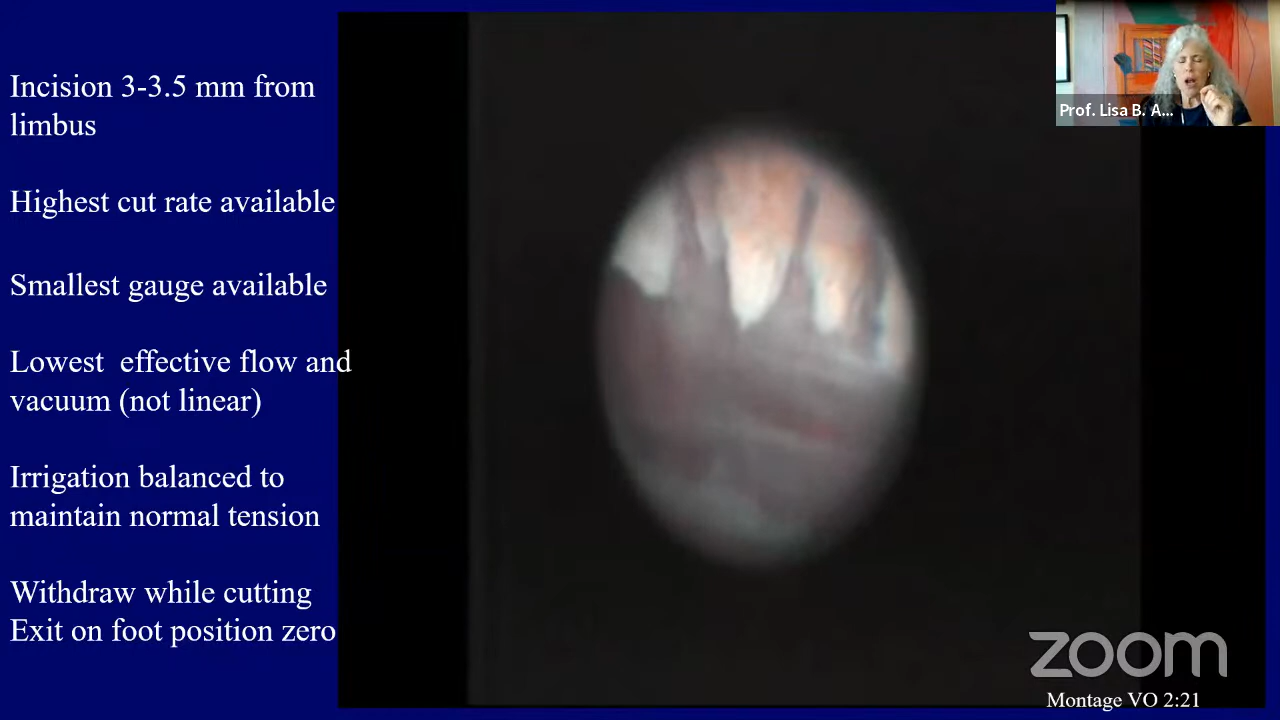 Incision 3-3.5 mm from
limbus
Highest cut rate available
Smallest gauge available
Lowest  effective flow and
vacuum (not linear)
Irrigation balanced to
maintain normal tension
Withdraw while cutting
Exit on foot position zero
Prof. Lisa B. A...
zoom
Montage VO 2:21